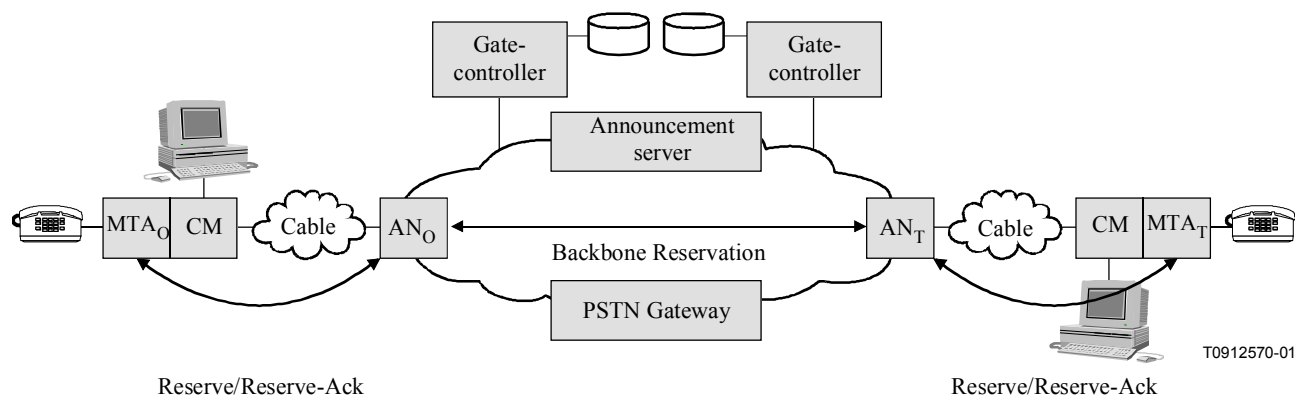 Gate-
controller
Gate-
controller
Announcement
server
MTAO
CM
Cable
ANO
Backbone Reservation
ANT
Cable
CM
MTAT
PSTN Gateway
T0912570-01
Reserve/Reserve-Ack
Reserve/Reserve-Ack